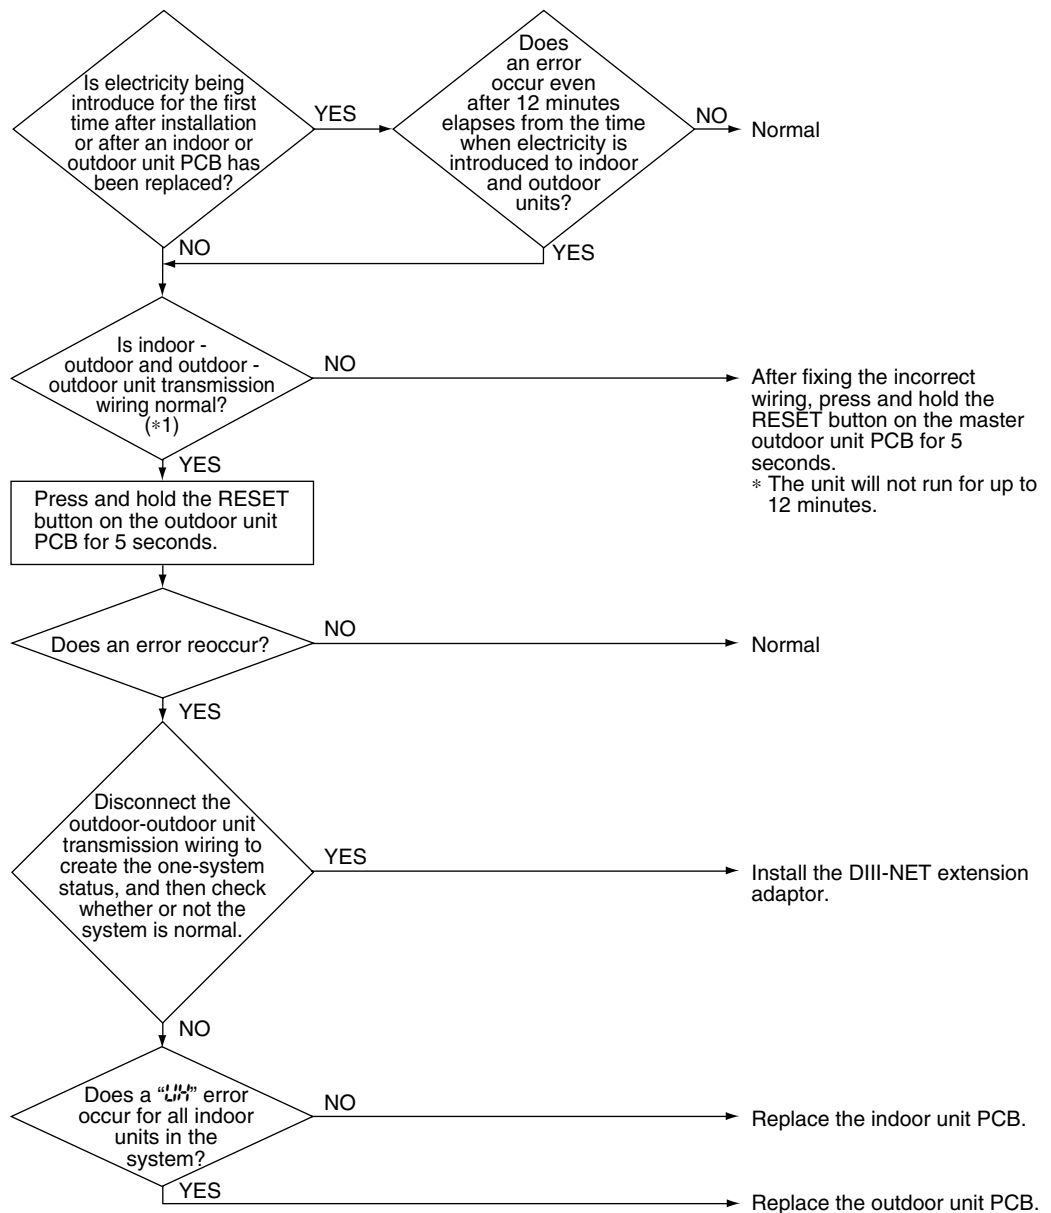 Is electricity being
introduce for the first
time after installation
or after an indoor or
outdoor unit PCB has
been replaced?
YES
Does
an error
occur even
after 12 minutes
elapses from the time
when electricity is
introduced to indoor
and outdoor
units?
NO
Normal
NO
YES
Is indoor -
outdoor and outdoor -
outdoor unit transmission
wiring normal?
(*1)
NO
After fixing the incorrect
wiring, press and hold the
RESET button on the master
outdoor unit PCB for 5
seconds.
* The unit will not run for up to
12 minutes.
YES
Press and hold the RESET
button on the outdoor unit
PCB for 5 seconds.
Does an error reoccur?
NO
Normal
YES
Disconnect the
outdoor-outdoor unit
transmission wiring to
create the one-system
status, and then check
whether or not the
system is normal.
YES
Install the DIII-NET extension
adaptor.
NO
Does a “UH” error
occur for all indoor
units in the
system?
NO
Replace the indoor unit PCB.
YES
Replace the outdoor unit PCB.